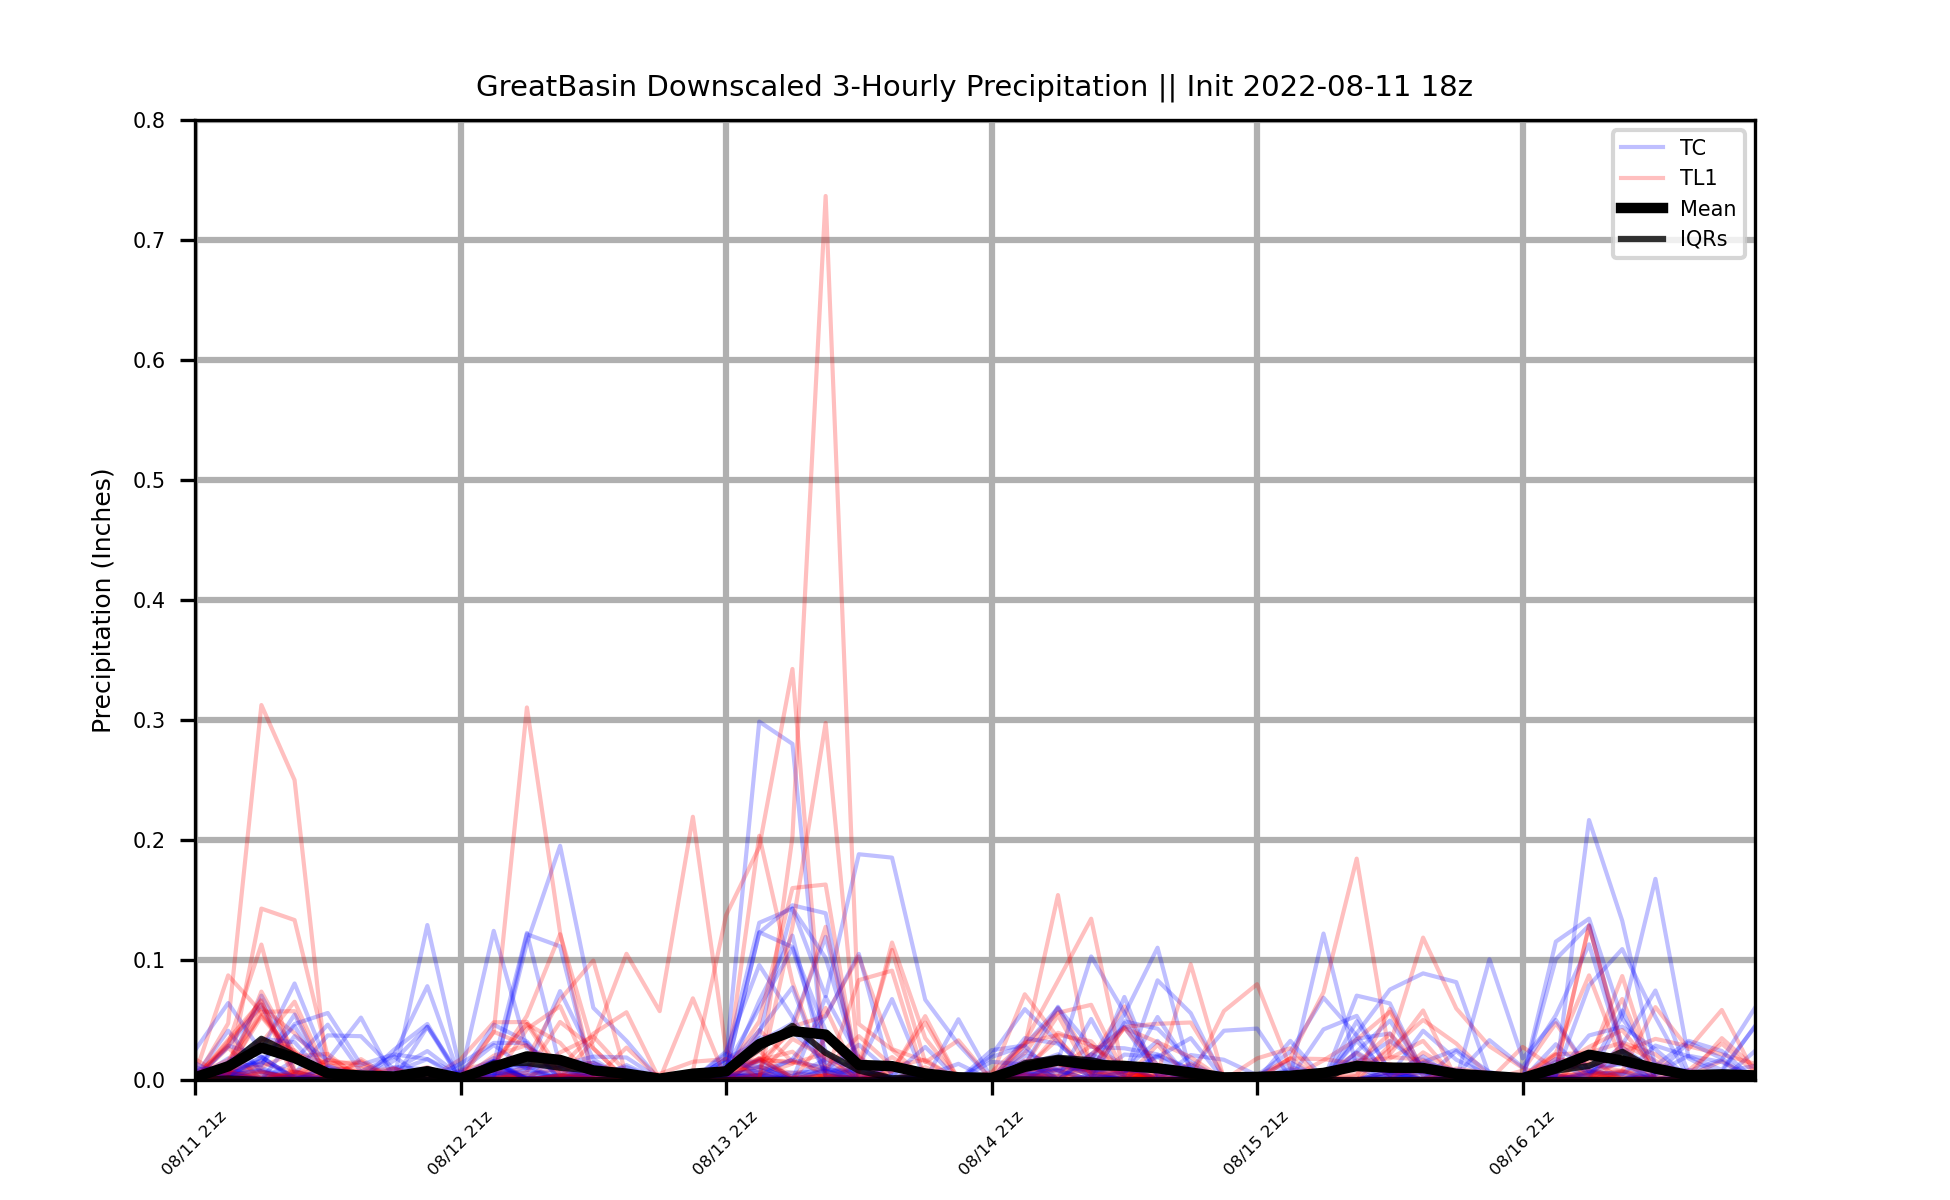 GreatBasin Downscaled 3-Hourly Precipitation || Init 2022-08-11 18z
Precipitation (Inches)
0.8
0.7
0.6
0.5
0.4
0.3
0.2
0.1
0.0
TC
TL1
Mean
IQRs
08/11 21z
08/12 21z
08/13 21z
08/14 21z
08/15 21z
08/16 21z